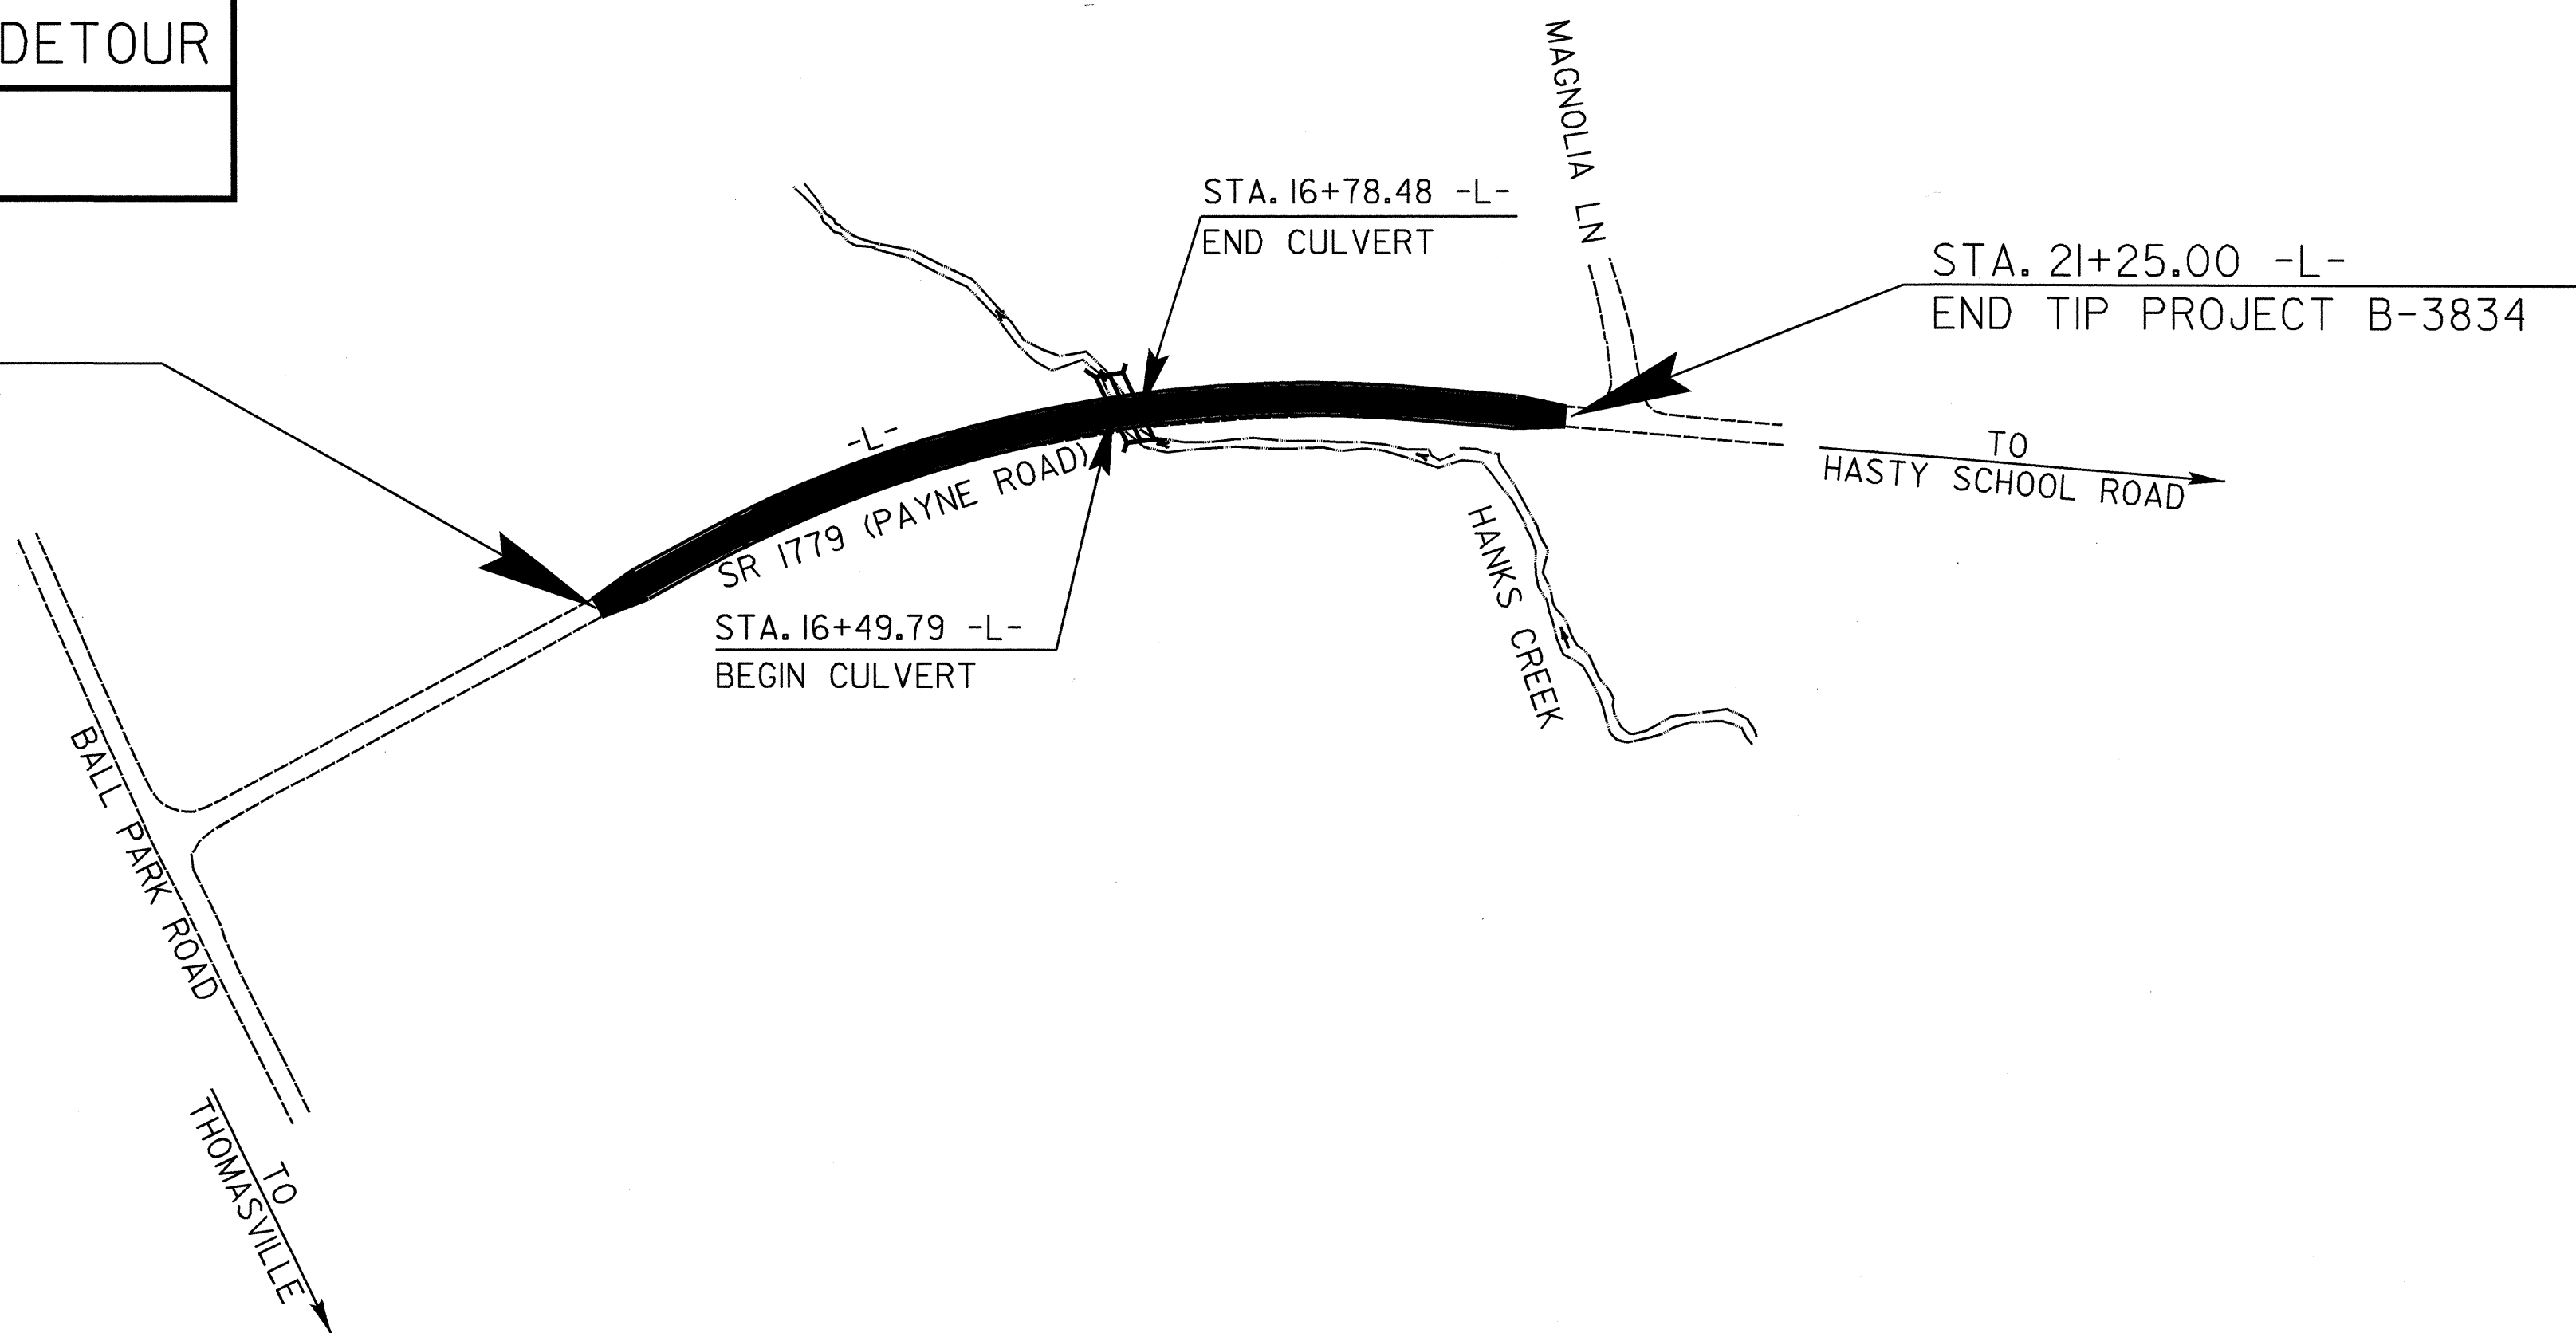 DETOUR
MAGNOLIA LN
STA. 16+78.48 -L-
END CULVERT
STA. 21+25.00 -L-
END TIP PROJECT B-3834
-L-
SR 1779 (PAYNE ROAD)
TO
HASTY SCHOOL ROAD
HANKS CREEK
STA. 16+49.79 -L-
BEGIN CULVERT
BALL PARK ROAD
TO
THOMASVILLE